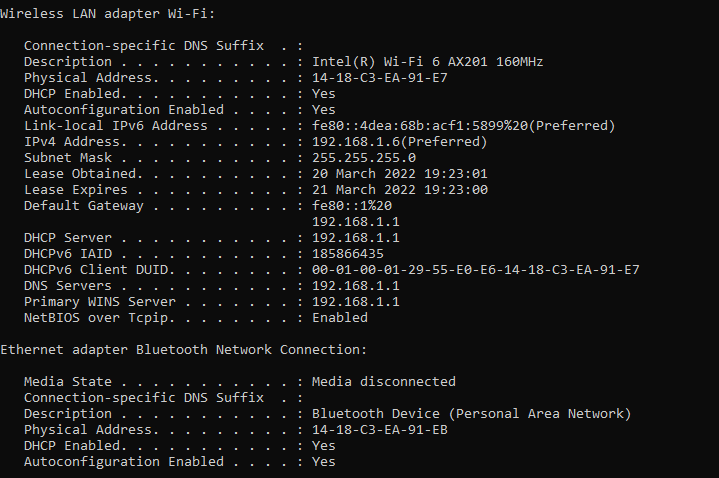 Wireless LAN adapter Wi-Fi:
Connection-specific DNS Suffix  . :
Description . . . . . . . . . . . : Intel(R) Wi-Fi 6 AX201 160MHz
Physical Address. . . . . . . . . : 14-18-C3-EA-91-E7
DHCP Enabled. . . . . . . . . . . : Yes
Autoconfiguration Enabled . . . . : Yes
Link-local IPv6 Address . . . . . : fe80::4dea:68b:acf1:5899%20(Preferred)
IPv4 Address. . . . . . . . . . . : 192.168.1.6(Preferred)
Subnet Mask . . . . . . . . . . . : 255.255.255.0
Lease Obtained. . . . . . . . . . : 20 March 2022 19:23:01
Lease Expires . . . . . . . . . . : 21 March 2022 19:23:00
Default Gateway . . . . . . . . . : fe80::1%20
192.168.1.1
DHCP Server . . . . . . . . . . . : 192.168.1.1
DHCPv6 IAID . . . . . . . . . . . : 185866435
DHCPv6 Client DUID. . . . . . . . : 00-01-00-01-29-55-E0-E6-14-18-C3-EA-91-E7
DNS Servers . . . . . . . . . . . : 192.168.1.1
Primary WINS Server . . . . . . . : 192.168.1.1
NetBIOS over Tcpip. . . . . . . . : Enabled
Ethernet adapter Bluetooth Network Connection:
Media State . . . . . . . . . . . : Media disconnected
Connection-specific DNS Suffix  . :
Description . . . . . . . . . . . : Bluetooth Device (Personal Area Network)
Physical Address. . . . . . . . . : 14-18-C3-EA-91-EB
DHCP Enabled. . . . . . . . . . . : Yes
Autoconfiguration Enabled . . . . : Yes